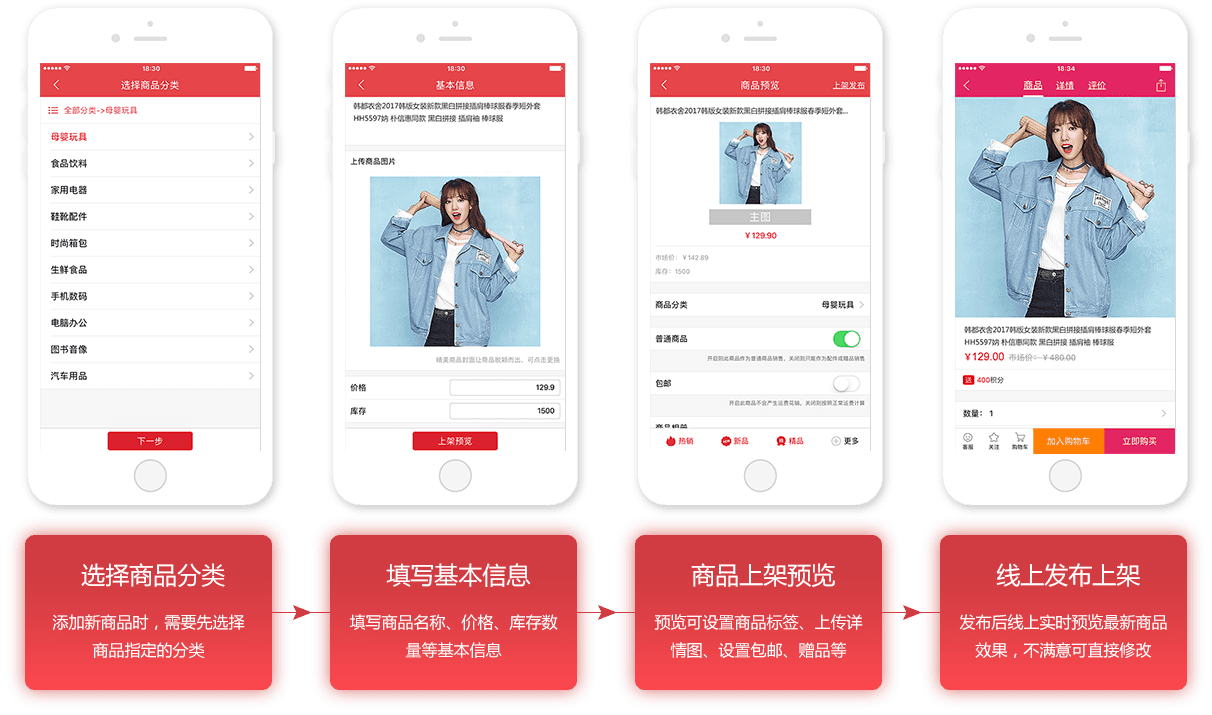 18:30
选择商品分类
全部分类->母婴玩具
母婴玩具
食品饮料
家用电器
鞋靴配件
时尚箱包
生鲜食品
手机数码
电脑办公
图书音像
汽车用品
下一步
18:30
基本信息
韩都衣舍2017韩版女装新款黑白拼接插肩棒球服春季短外套
HH5597妠 朴信惠同款 黑白拼接 插肩袖 棒球服
上传商品图片
精美商品封面让商品脱颖而出，可点击更换
价格 129.9
库存 1500
上架预览
18:30
商品预览 上架发布
韩都衣舍2017韩版女装新款黑白拼接插肩棒球服春季短外套...
主图
￥129.90
市场价：￥142.89
库存：1500
商品分类 母婴玩具
普通商品
开启则此商品作为普通商品销售，关闭则只能作为配件或赠品销售
包邮
开启此商品不会产生运费花销，关闭则按照正常运费计算
商品相册
热销 新品 精品 更多
18:34
商品 详情 评价
韩都衣舍2017韩版女装新款黑白拼接插肩棒球服春季短外套
HH5597妠 朴信惠同款 黑白拼接 插肩袖 棒球服
￥129.00 市场价：￥480.00
送 400积分
数量： 1
客服 关注 购物车 加入购物车 立即购买
选择商品分类
添加新商品时，需要先选择
商品指定的分类
填写基本信息
填写商品名称、价格、库存数
量等基本信息
商品上架预览
预览可设置商品标签、上传详
情图、设置包邮、赠品等
线上发布上架
发布后线上实时预览最新商品
效果，不满意可直接修改